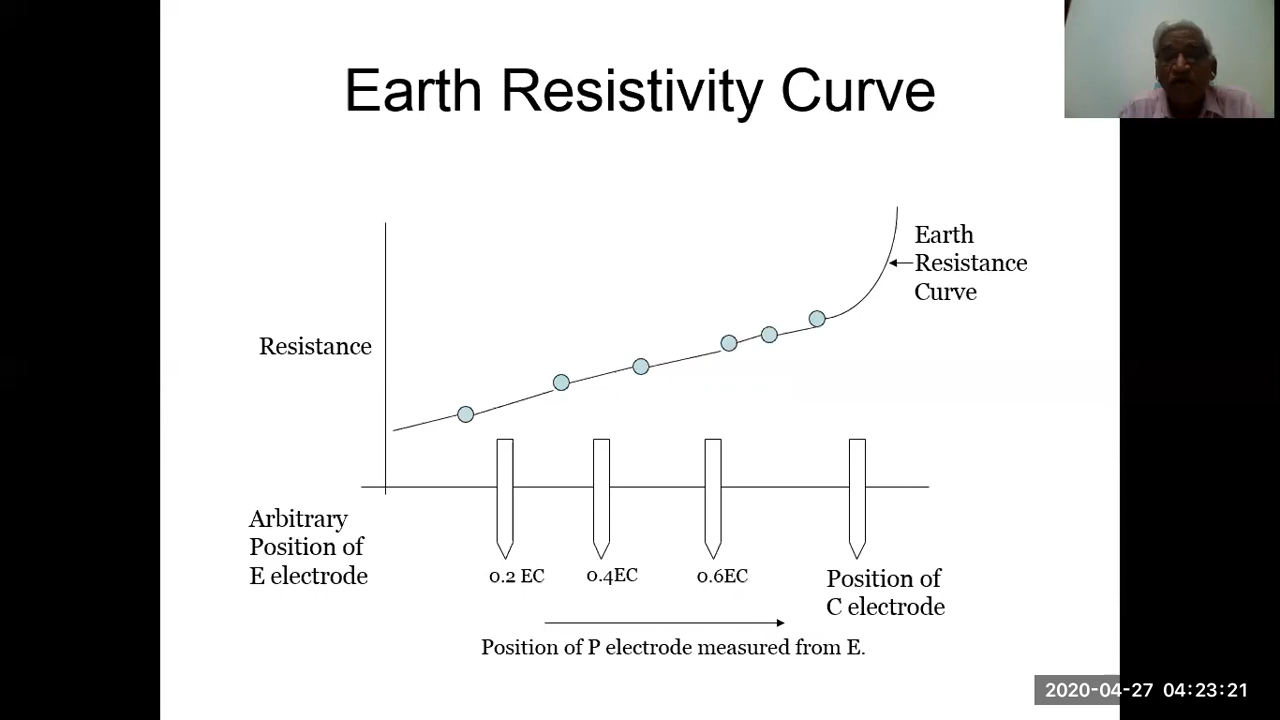 Earth Resistivity Curve
Earth
Resistance
Curve
Resistance
Arbitrary
Position of
E electrode
0.2 EC
0.4EC
0.6EC
Position of
C electrode
Position of P electrode measured from E.
2020-04-27 04:23:21